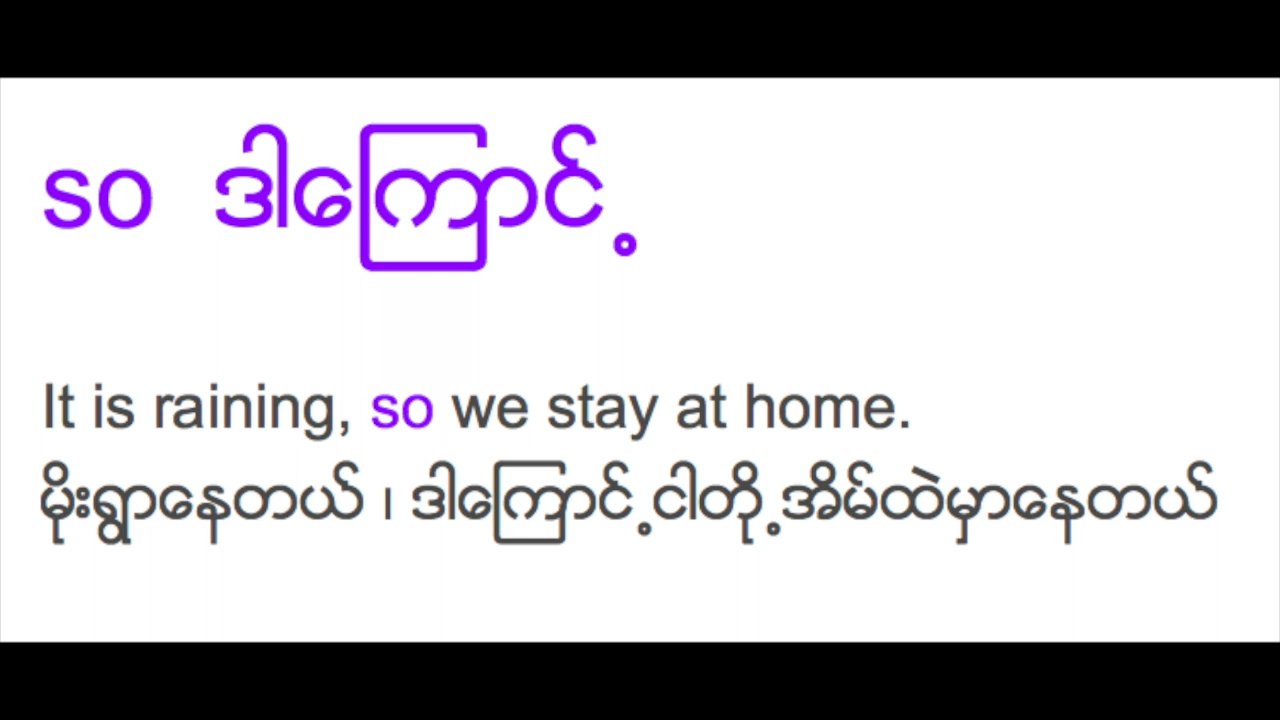 so ဒါကြောင့်
It is raining, so we stay at home.
မိုးရွာနေတယ် ၊ ဒါကြောင့်ငါတို့အိမ်ထဲမှာနေတယ်